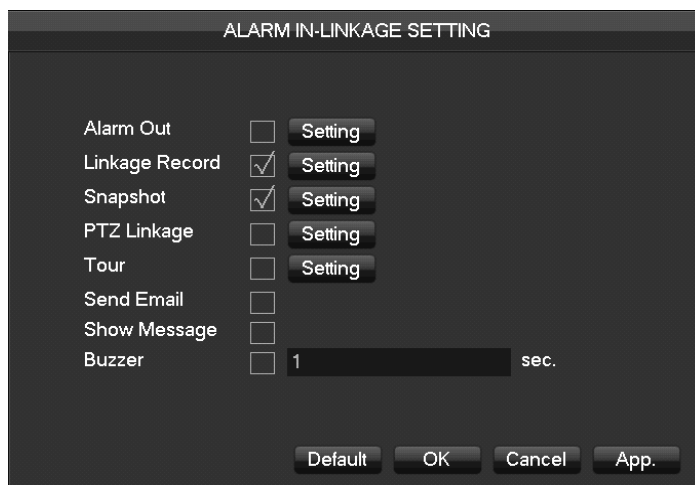 ALARM IN-LINKAGE SETTING
Alarm Out Setting
Linkage Record Setting
Snapshot Setting
PTZ Linkage Setting
Tour Setting
Send Email
Show Message
Buzzer 1 sec.
Default OK Cancel App.